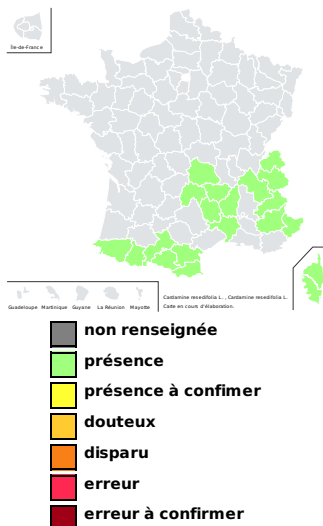 Île-de-France
Cardamine resedifolia L. , Cardamine resedifolia L.
Carte en cours d'élaboration.
Guadeloupe Martinique Guyane La Réunion Mayotte
non renseignée
présence
présence à confimer
douteux
disparu
erreur
erreur à confirmer